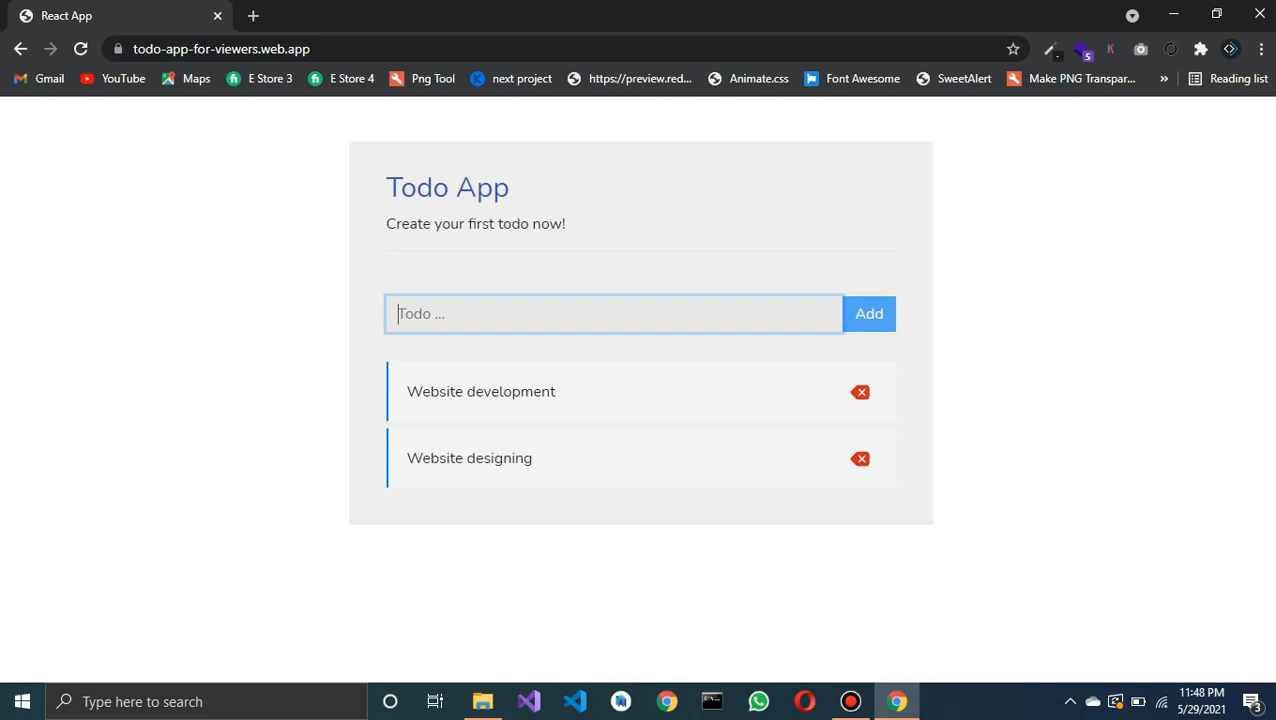 React App
todo-app-for-viewers.web.app
5
K
Gmail YouTube Maps E Store 3 E Store 4 Png Tool next project https://preview.red... Animate.css Font Awesome SweetAlert Make PNG Transpar... » Reading list
Todo App
Create your first todo now!
Todo ...
Add
Website development
Website designing
Type here to search
11:48 PM
5/29/2021
3